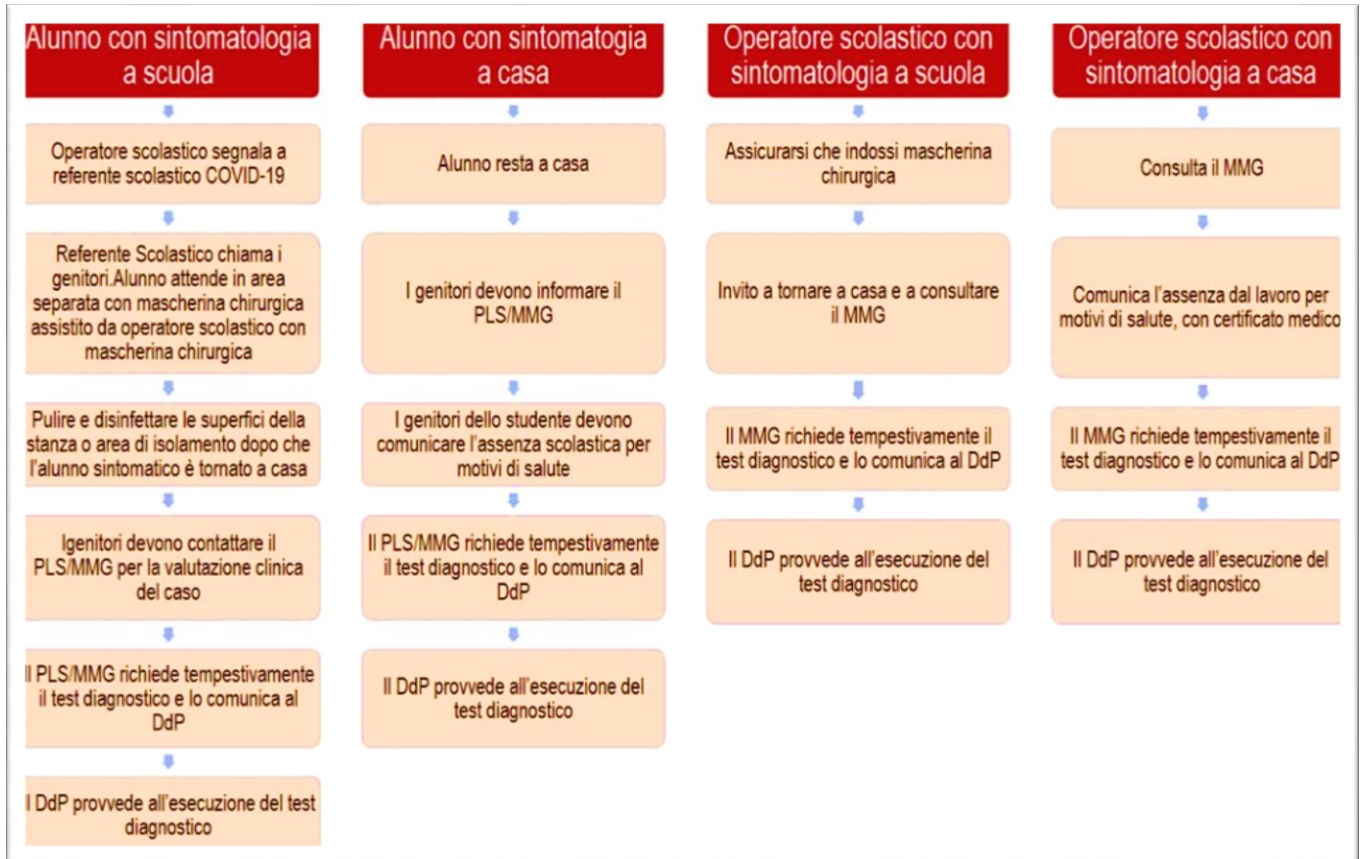 Alunno con sintomatologia
a scuola
Operatore scolastico segnala a
referente scolastico COVID-19
Referente Scolastico chiama i
genitori.Alunno attende in area
separata con mascherina chirurgica
assistito da operatore scolastico con
mascherina chirurgica
Pulire e disinfettare le superfici della
stanza o area di isolamento dopo che
l'alunno sintomatico è tornato a casa
Igenitori devono contattare il
PLS/MMG per la valutazione clinica
del caso
Il PLS/MMG richiede tempestivamente
il test diagnostico e lo comunica al
DdP
l DdP provvede all'esecuzione del test
diagnostico
Alunno con sintomatogia
a casa
Alunno resta a casa
I genitori devono informare il
PLS/MMG
I genitori dello studente devono
comunicare l'assenza scolastica per
motivi di salute
Il PLS/MMG richiede tempestivamente
il test diagnostico e lo comunica al
DdP
Il DdP provvede all'esecuzione del
test diagnostico
Operatore scolastico con
sintomatologia a scuola
Assicurarsi che indossi mascherina
chirurgica
Invito a tornare a casa e a consultare
il MMG
Il MMG richiede tempestivamente il
test diagnostico e lo comunica al DdP
Il DdP provvede all'esecuzione del
test diagnostico
Operatore scolastico con
sintomatologia a casa
Consulta il MMG
Comunica l'assenza dal lavoro per
motivi di salute, con certificato medico
Il MMG richiede tempestivamente il
test diagnostico e lo comunica al DdP
Il DdP provvede all'esecuzione del
test diagnostico